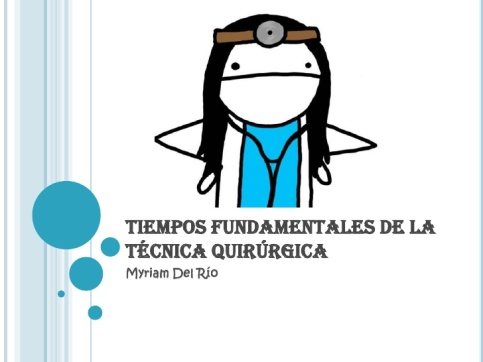 TIEMPOS FUNDAMENTALES DE LA
TÉCNICA QUIRÚRGICA
Myriam Del Río